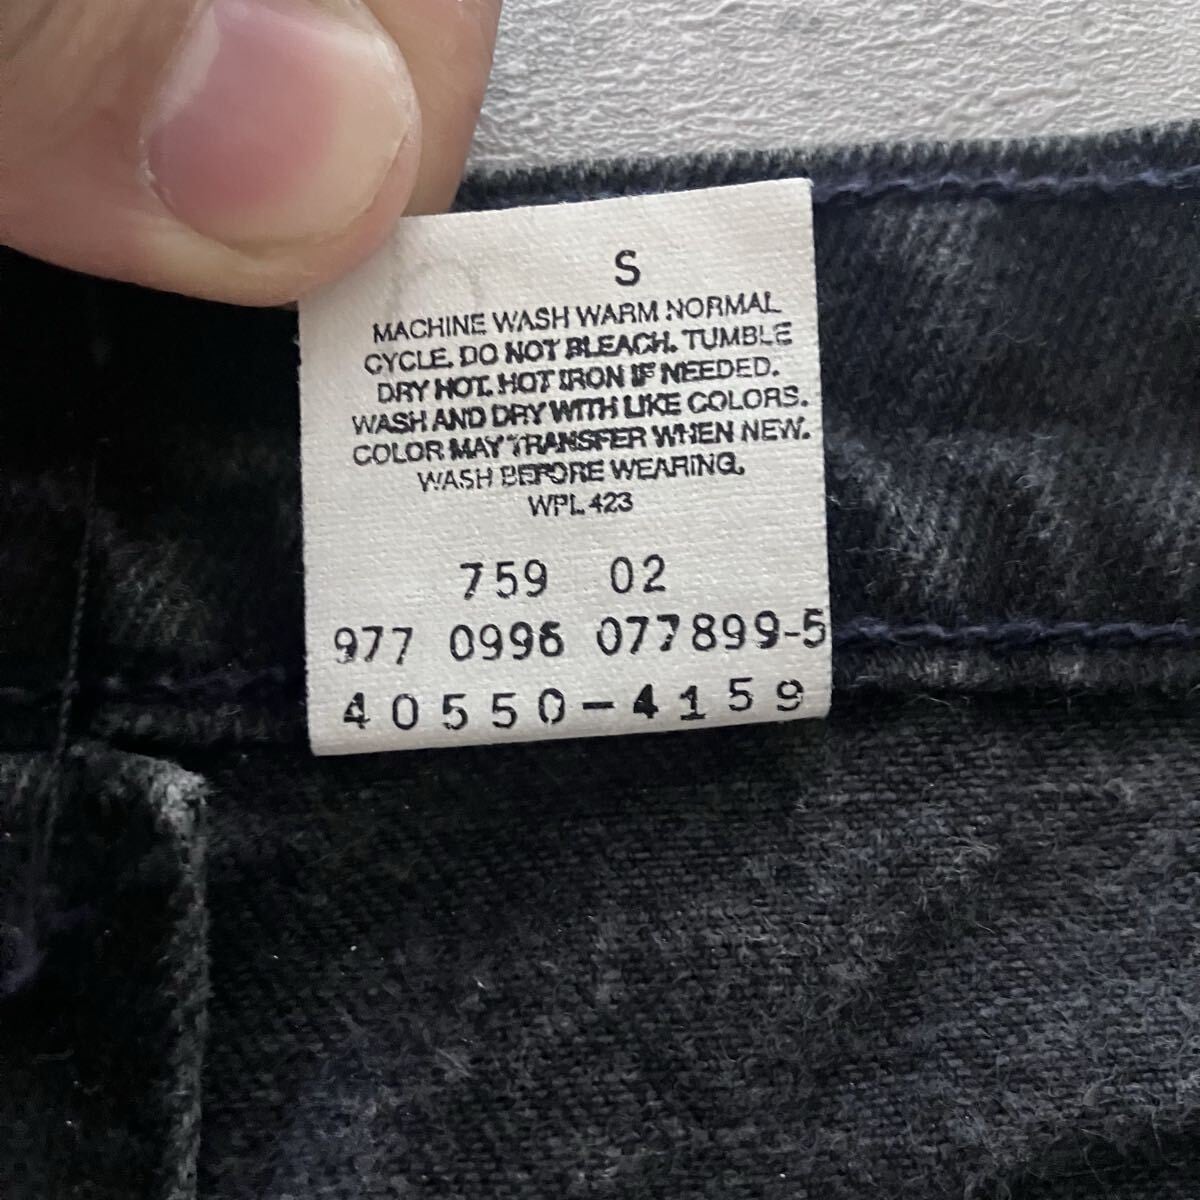 S
MACHINE WASH WARM NORMAL
CYCLE. DO NOT BLEACH. TUMBLE
DRY HOT. HOT IRON IF NEEDED.
WASH AND DRY WITH LIKE COLORS.
COLOR MAY TRANSFER WHEN NEW.
WASH BEFORE WEARING.
WPL 423
759 02
977 0996 077899-5
40550-4159